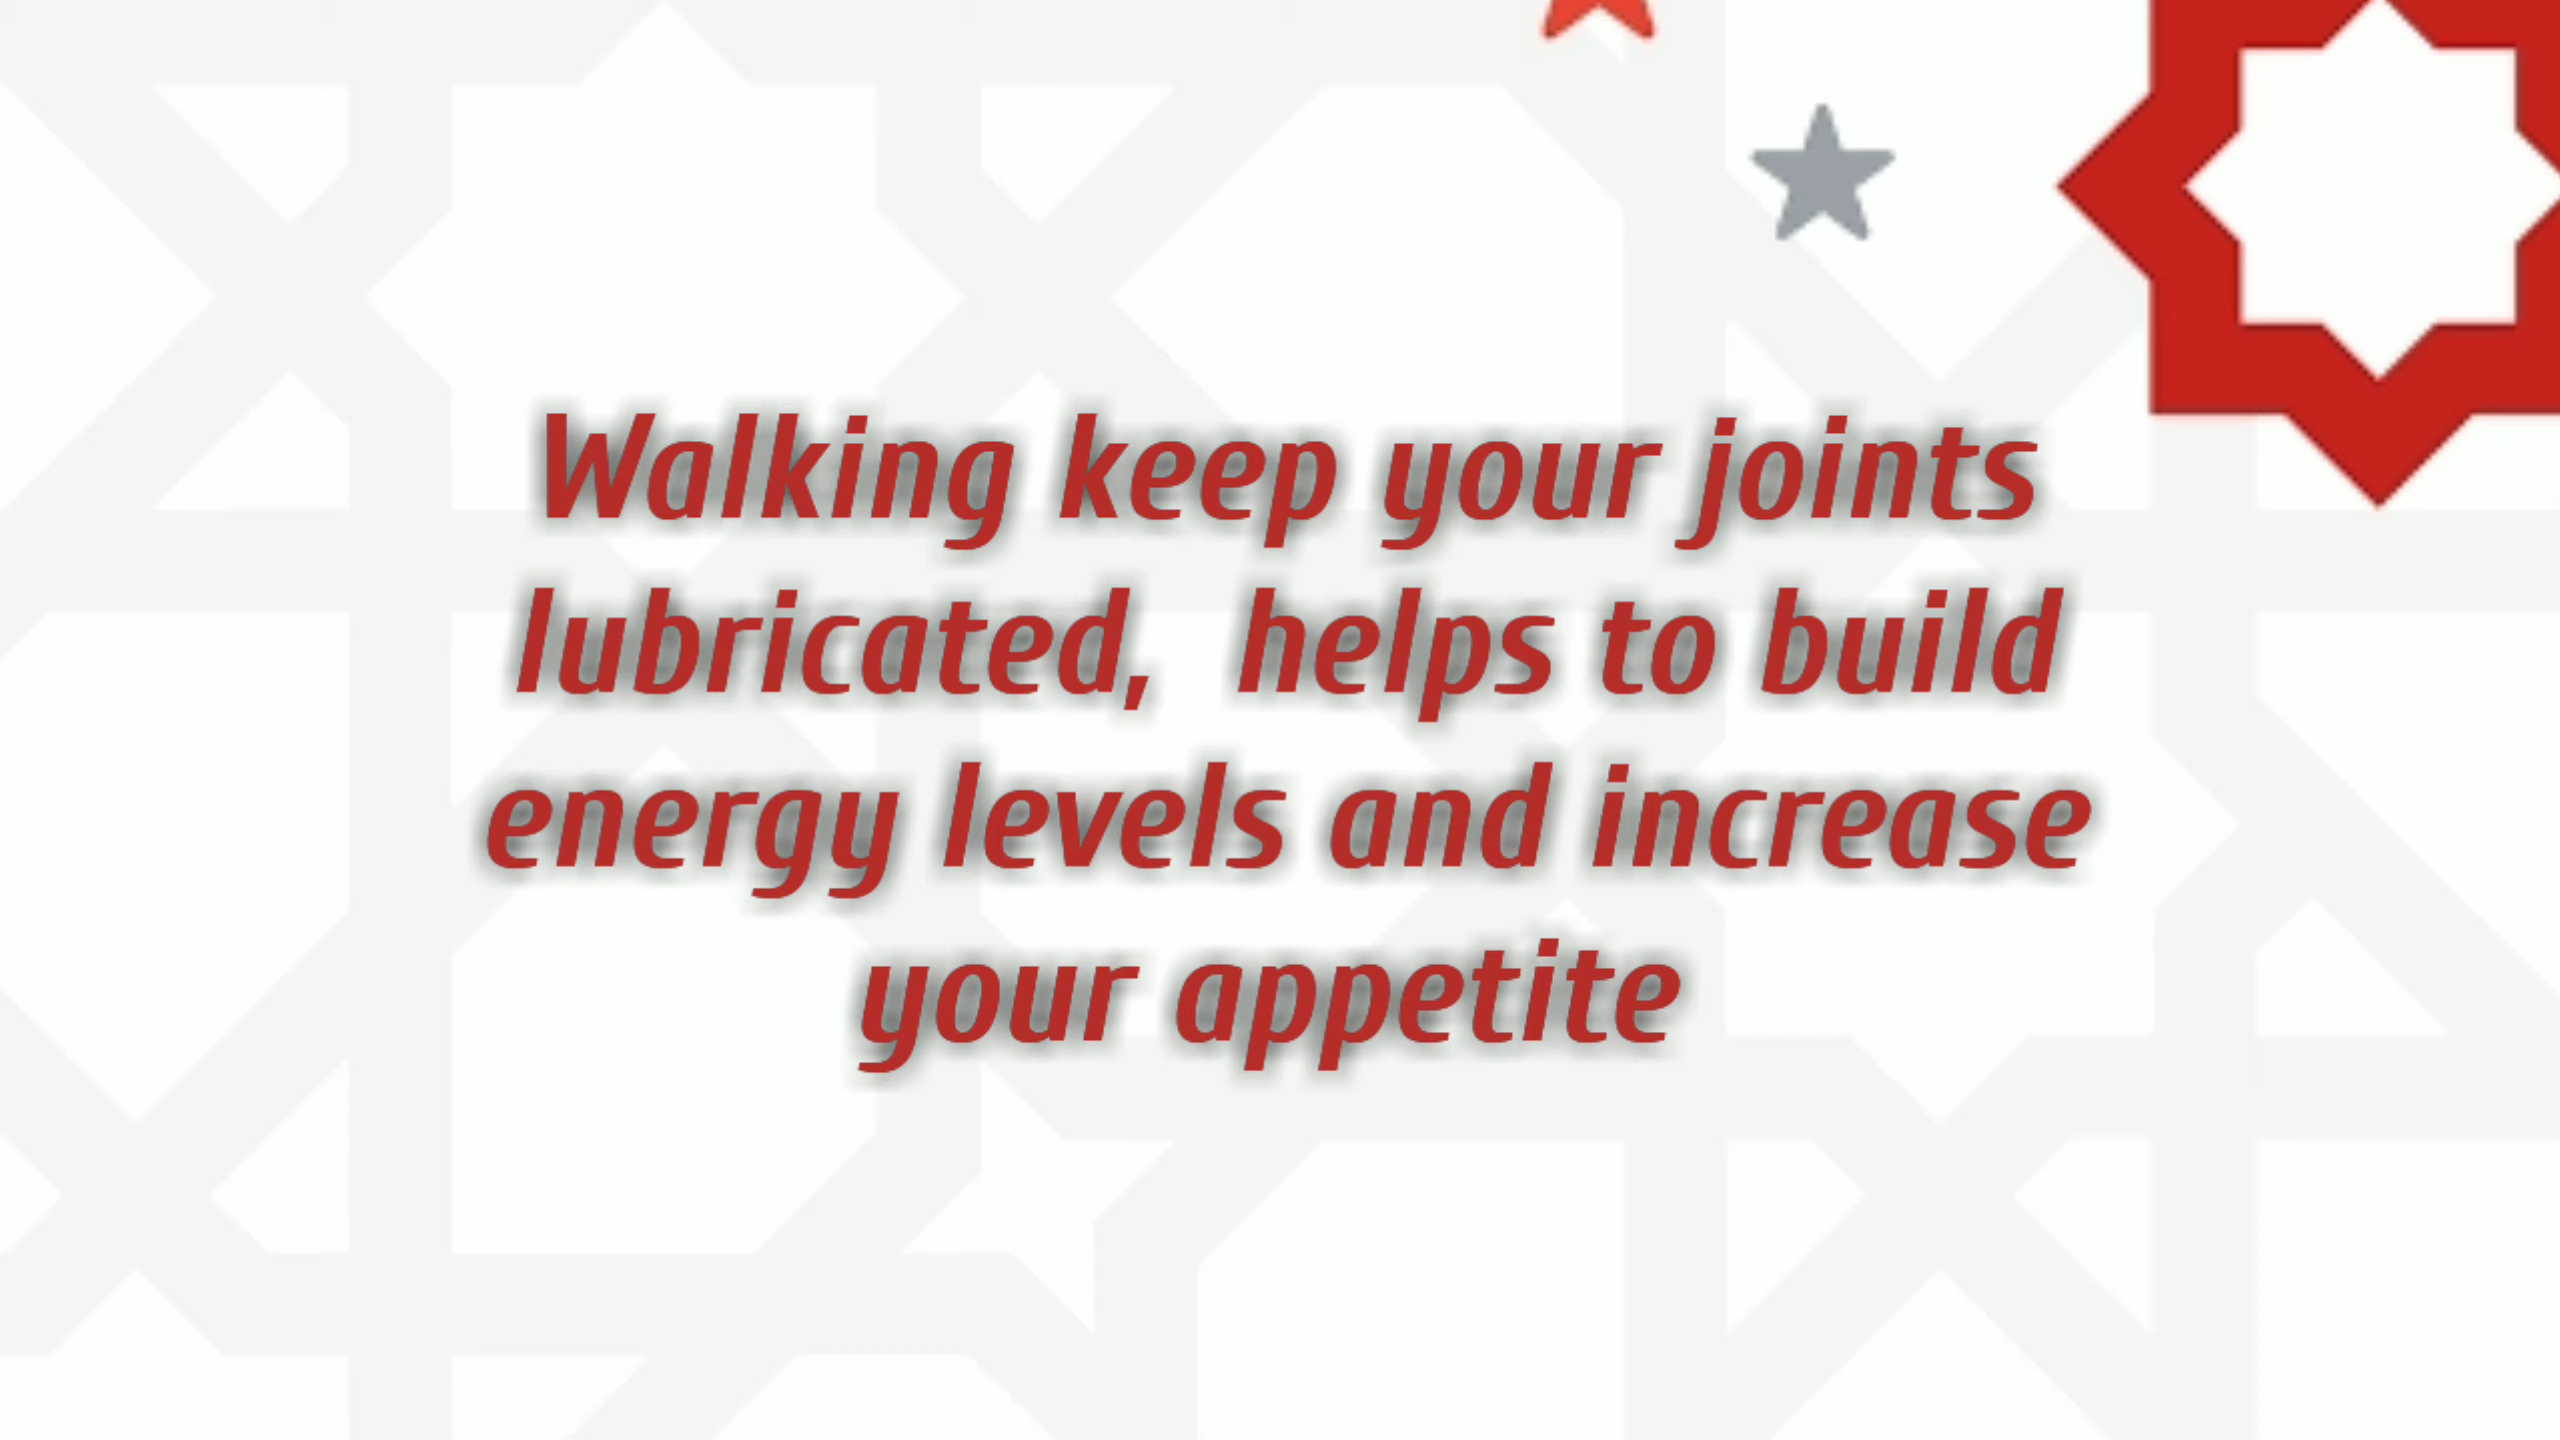 Walking keep your joints
lubricated,  helps to build
energy levels and increase
your appetite